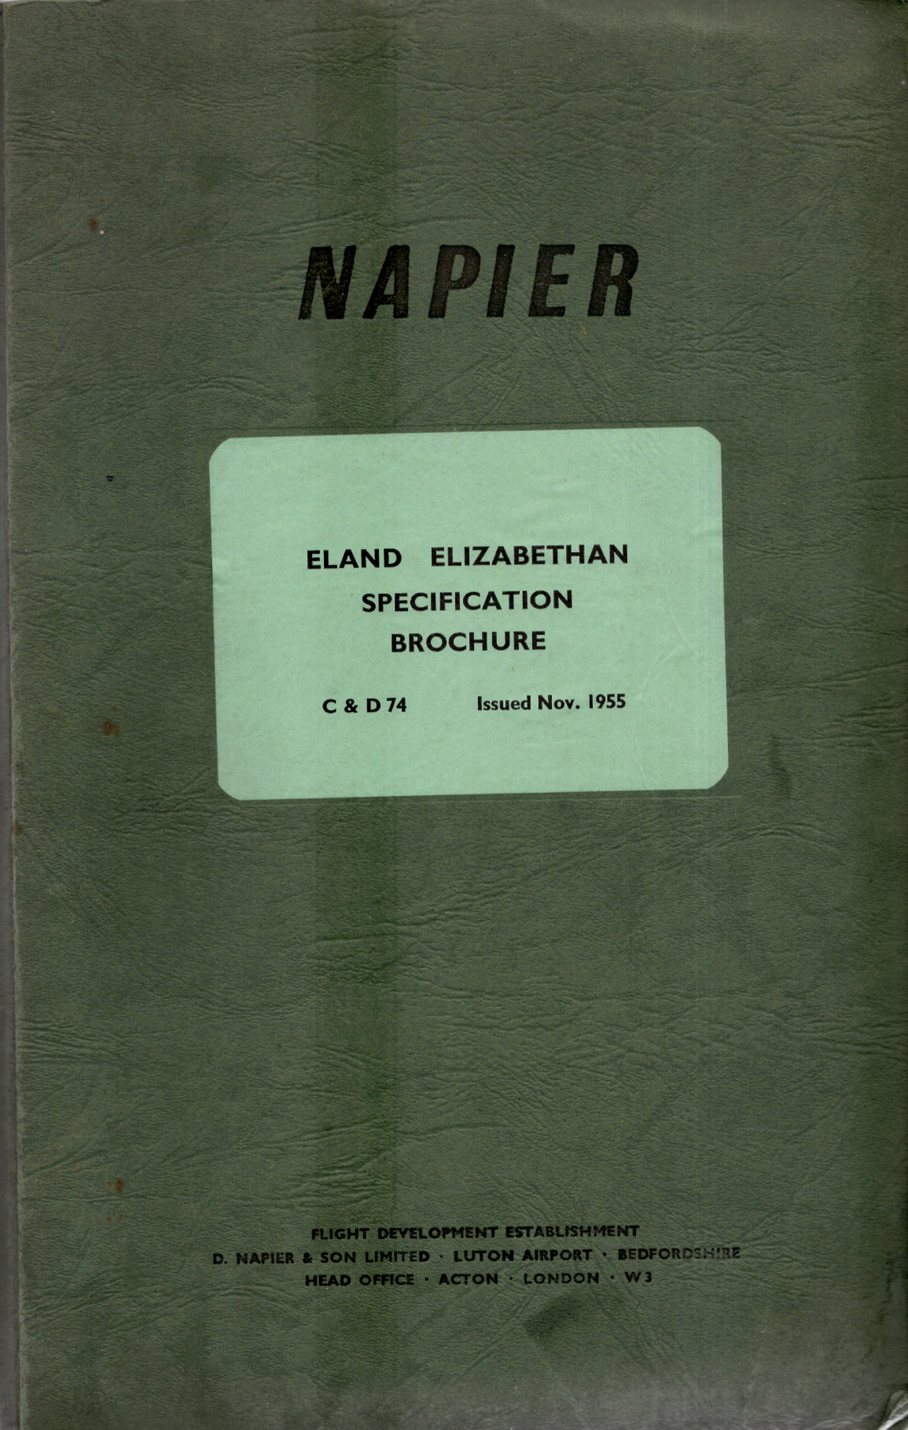 NAPIER
ELAND ELIZABETHAN
SPECIFICATION
BROCHURE
C & D 74 Issued Nov. 1955
FLIGHT DEVELOPMENT ESTABLISHMENT
D. NAPIER & SON LIMITED · LUTON AIRPORT · BEDFORDSHIRE
HEAD OFFICE · ACTON · LONDON · W3